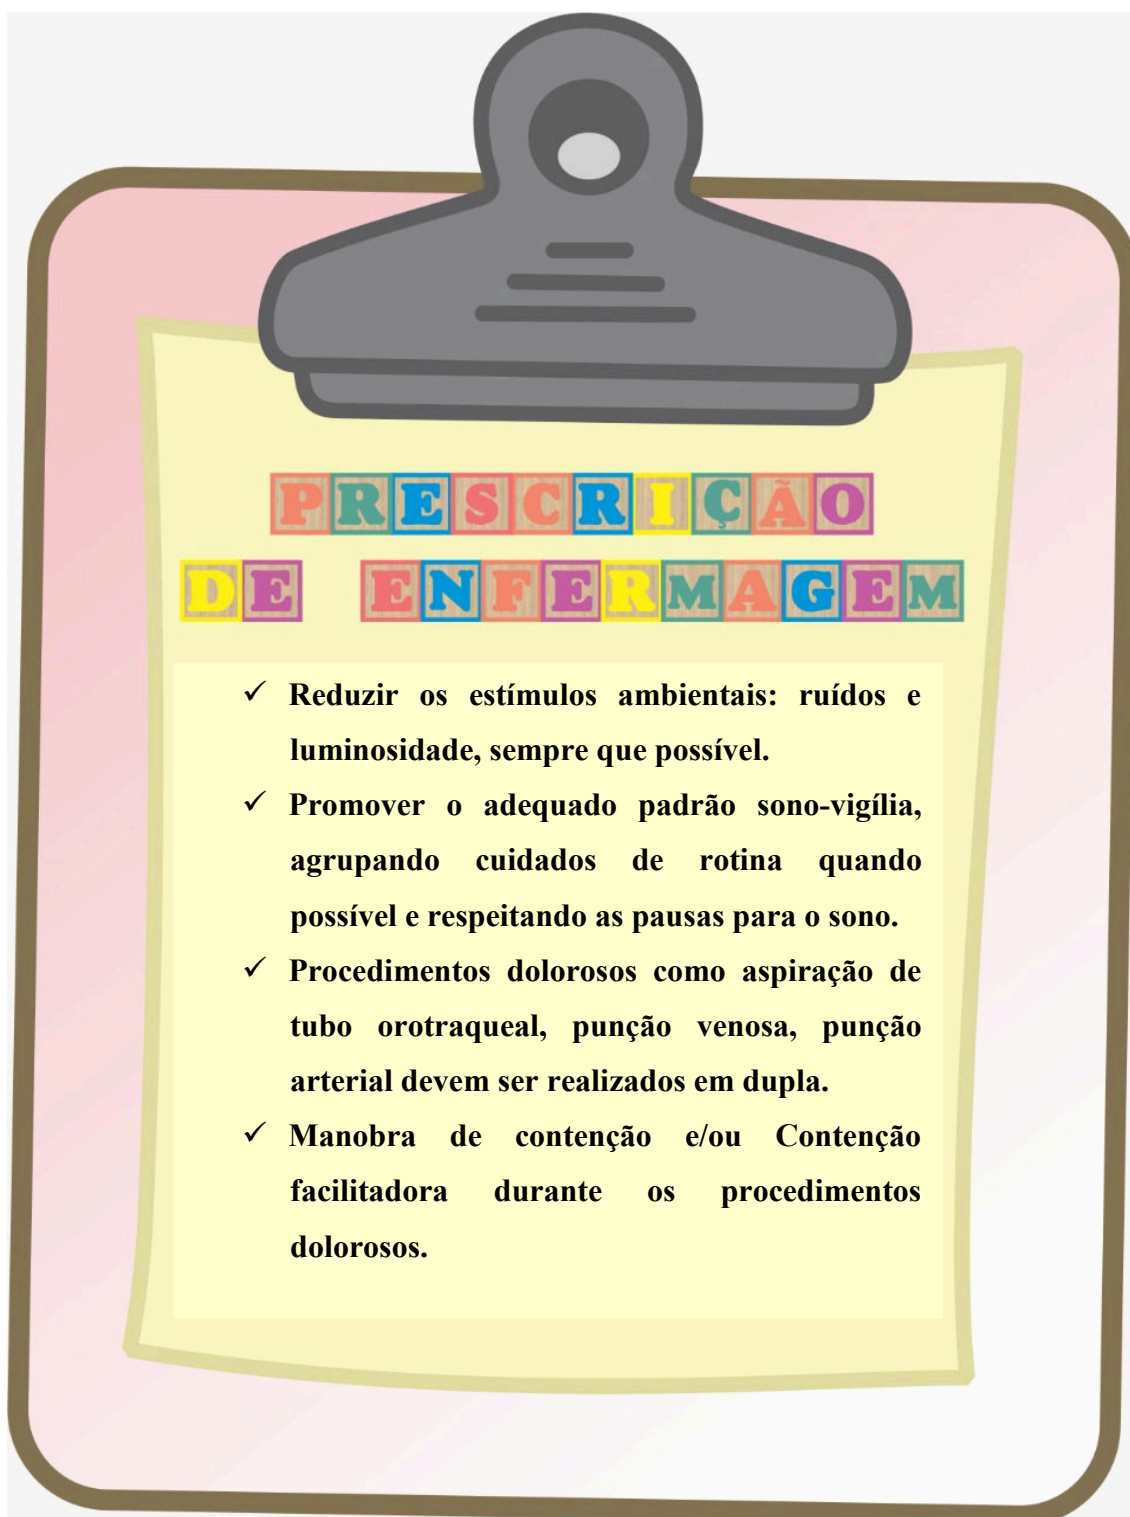 PRESCRIÇÃO
DE ENFERMAGEM
✓ Reduzir os estímulos ambientais: ruídos e
luminosidade, sempre que possível.
✓ Promover o adequado padrão sono-vigília,
agrupando cuidados de rotina quando
possível e respeitando as pausas para o sono.
✓ Procedimentos dolorosos como aspiração de
tubo orotraqueal, punção venosa, punção
arterial devem ser realizados em dupla.
✓ Manobra de contenção e/ou Contenção
facilitadora durante os procedimentos
dolorosos.